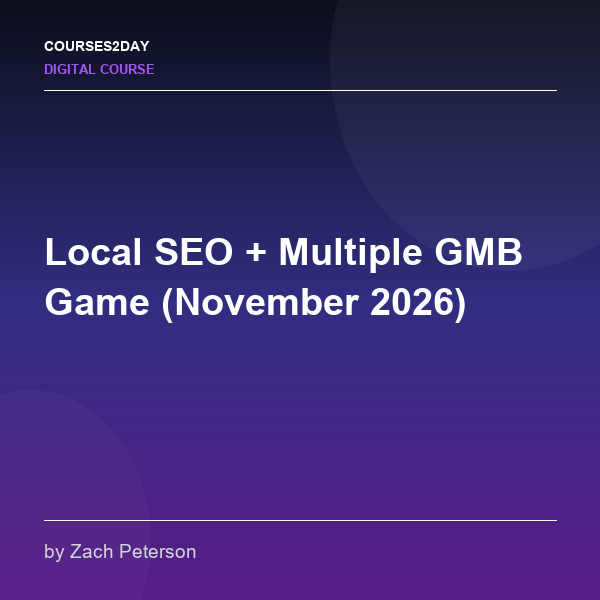 COURSES2DAY
DIGITAL COURSE
Local SEO + Multiple GMB
Game (November 2026)
by Zach Peterson